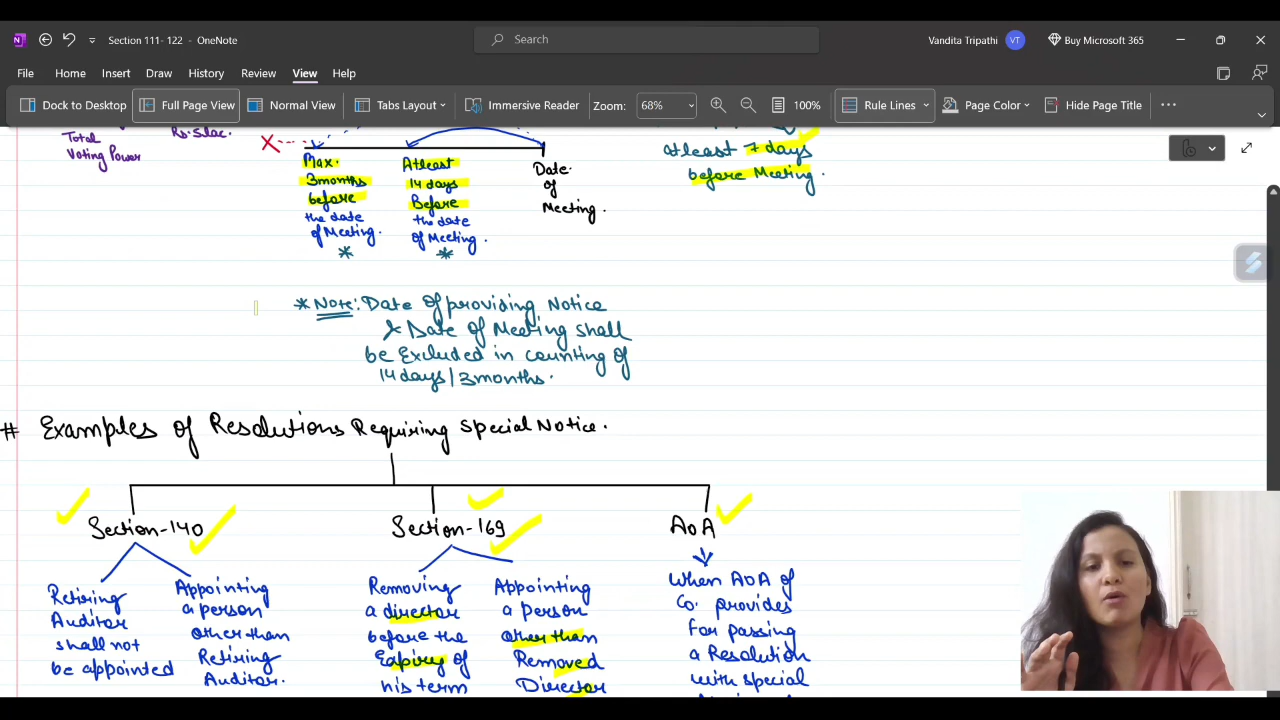 Section 111- 122 - OneNote
Search
Vandita Tripathi
VT
Buy Microsoft 365
File Home Insert Draw History Review View Help
Dock to Desktop Full Page View Normal View Tabs Layout Immersive Reader Zoom: 68% 100% Rule Lines Page Color Hide Page Title
Total
Voting Power
Rs. 5 lac.
X
Max.
3 months
before
the date
of Meeting.
*
Atleast
14 days
Before
the date
of Meeting.
*
Date
of
Meeting.
atleast 7 days
before Meeting.
* Note: Date of providing Notice
& Date of Meeting shall
be Excluded in counting of
14 days/3 months.
# Examples of Resolutions Requiring Special Notice.
Section-140
Retiring
Auditor
shall not
be appointed
Appointing
a person
other than
Retiring
Auditor.
Section-169
Removing
a director
before the
Expiry of
his term
Appointing
a person
other than
Removed
Director
AOA
When AOA of
Co. provides
for passing
a Resolution
with special